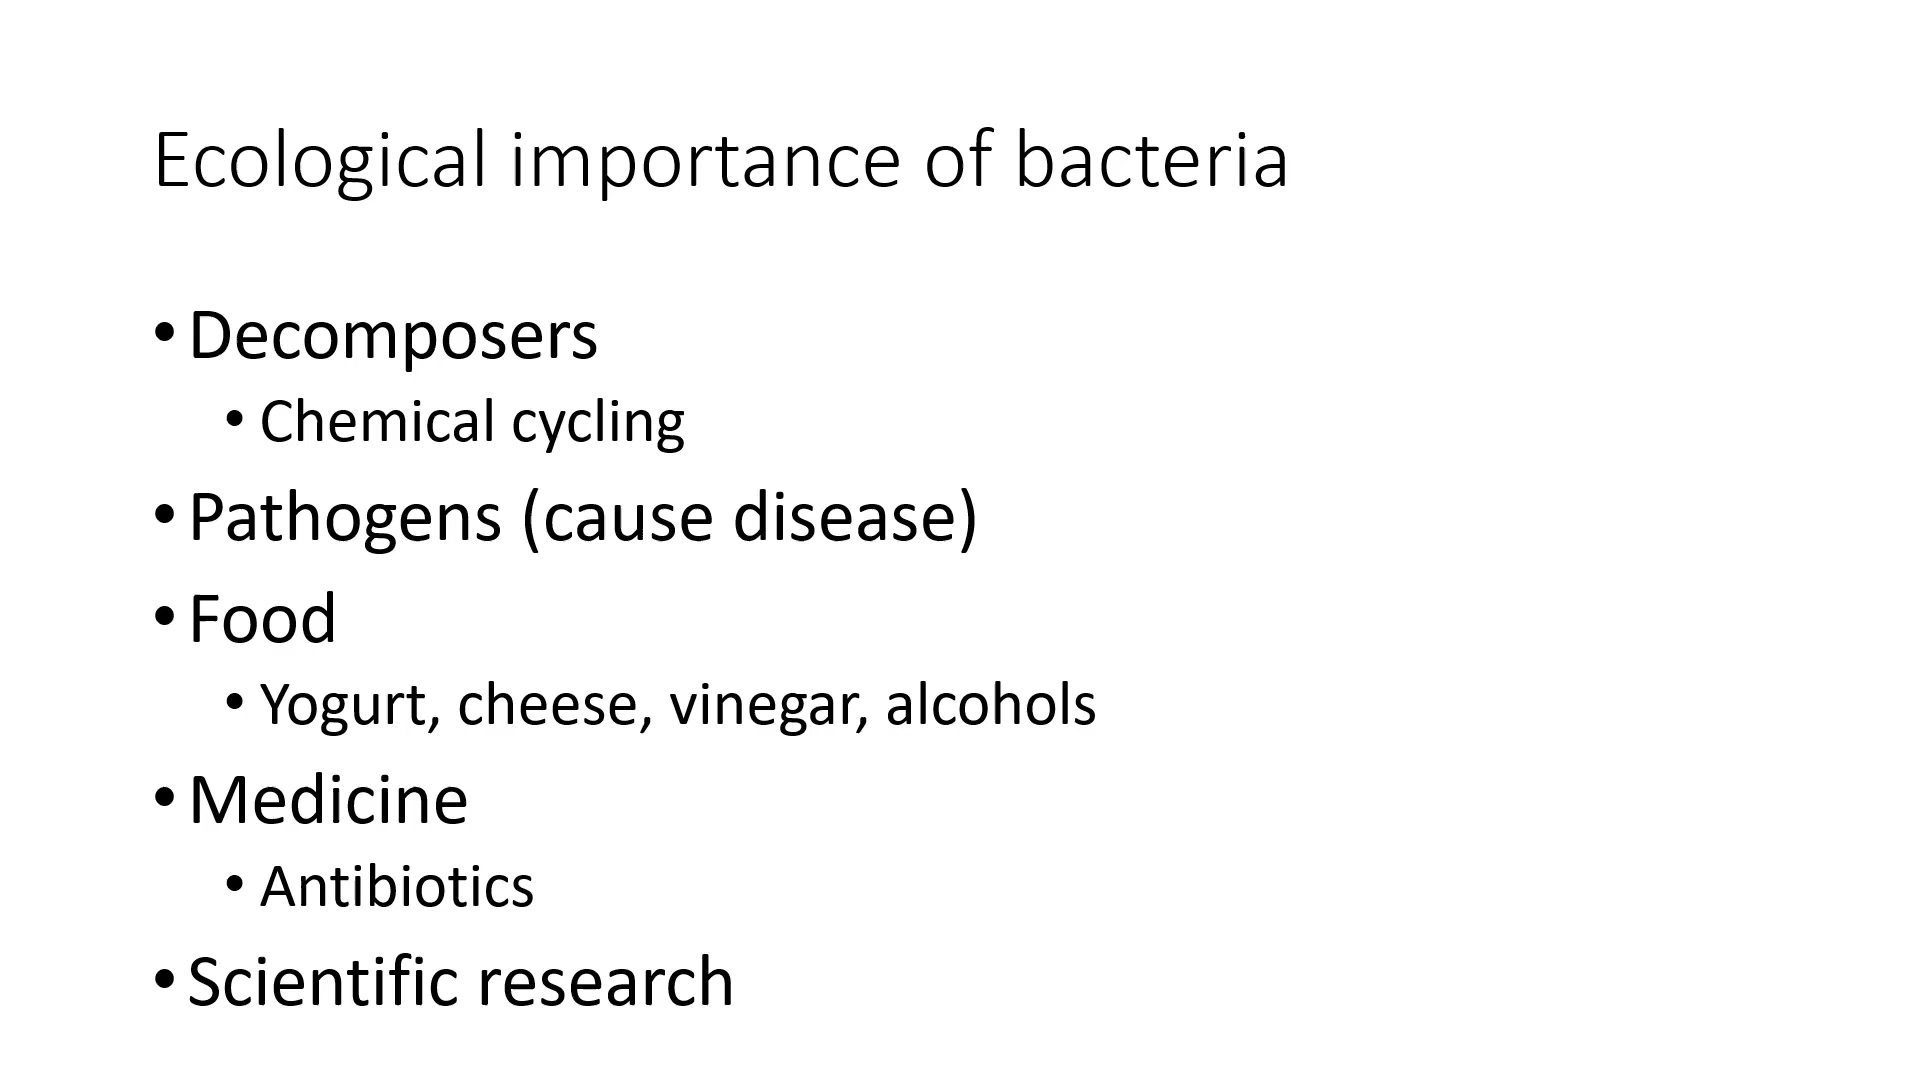 Ecological importance of bacteria
• Decomposers
• Chemical cycling
• Pathogens (cause disease)
• Food
• Yogurt, cheese, vinegar, alcohols
• Medicine
• Antibiotics
• Scientific research